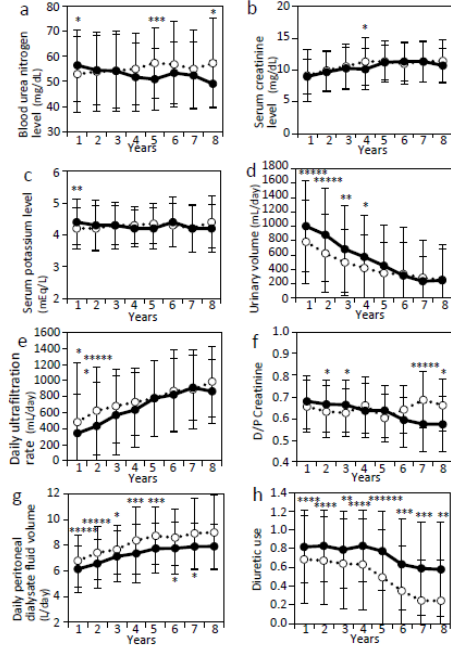 a
Blood urea nitrogen
level (mg/dL)
80
70
60
50
40
30
20
* *** *
1 2 3 4 5 6 7 8
Years
b
Serum creatinine
level (mg/dL)
20
15
10
5
0
*
1 2 3 4 5 6 7 8
Years
c
Serum potassium level
(mEq/L)
6
5
4
3
2
**
1 2 3 4 5 6 7 8
Years
d
Urinary volume (mL/day)
1800
1600
1400
1200
1000
800
600
400
200
0
***** ***** ** *
1 2 3 4 5 6 7 8
Years
e
Daily ultrafiltration
rate (mL/day)
1600
1400
1200
1000
800
600
400
200
0
* *****
*
1 2 3 4 5 6 7 8
Years
f
D/P Creatinine
1.0
0.9
0.8
0.7
0.6
0.5
0.4
* * ***** *
1 2 3 4 5 6 7 8
Years
g
Daily peritoneal
dialysate fluid volume
(L/day)
12
10
8
6
4
2
***** ***** * *** ***
* *
1 2 3 4 5 6 7 8
Years
h
Diuretic use
1.4
1.2
1.0
0.8
0.6
0.4
0.2
0.0
**** **** ** **** ****** *** *** **
1 2 3 4 5 6 7 8
Years